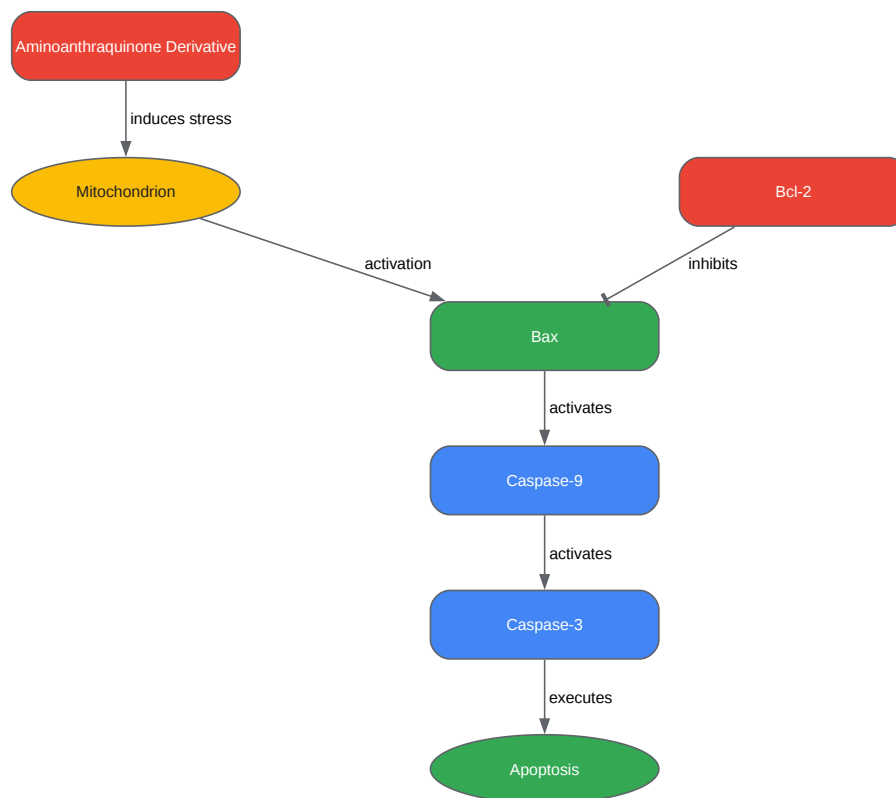 Aminoanthraquinone Derivative
induces stress
Mitochondrion
Bcl-2
activation
inhibits
Bax
activates
Caspase-9
activates
Caspase-3
executes
Apoptosis